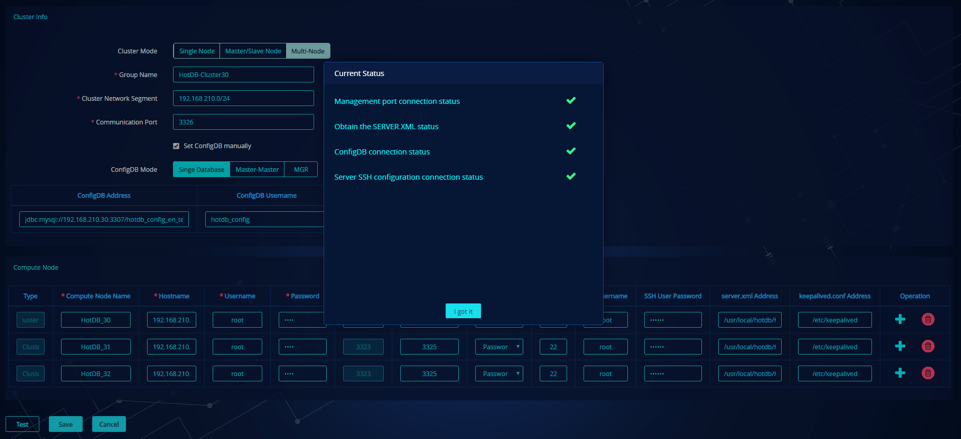 Cluster Info
Cluster Mode Single Node Master/Slave Node Multi-Node
* Group Name HotDB-Cluster30
* Cluster Network Segment 192.168.210.0/24
* Communication Port 3326
Set ConfigDB manually
ConfigDB Mode Singe Database Master-Master MGR
ConfigDB Address ConfigDB Username
jdbc:mysql://192.168.210.30:3307/hotdb_config_en_se hotdb_config
Current Status
Management port connection status
Obtain the SERVER.XML status
ConfigDB connection status
Server SSH configuration connection status
I got it
Compute Node
Type * Compute Node Name * Hostname * Username * Password ername SSH User Password server.xml Address keepalived.conf Address Operation
HotDB_30 192.168.210. root •••• root •••••• /usr/local/hotdb/H /etc/keepalived
Cluste HotDB_31 192.168.210. root •••• 3323 3325 Passwor 22 root •••••• /usr/local/hotdb/H /etc/keepalived
Cluste HotDB_32 192.168.210. root •••• 3323 3325 Passwor 22 root •••••• /usr/local/hotdb/H /etc/keepalived
Test Save Cancel